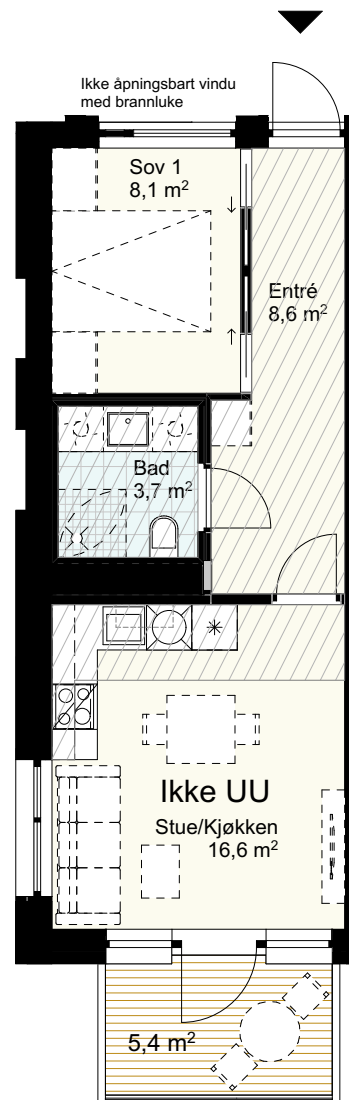 Ikke åpningsbart vindu
med brannluke
Sov 1
8,1 m²
Entré
8,6 m²
Bad
3,7 m²
Ikke UU
Stue/Kjøkken
16,6 m²
5,4 m²